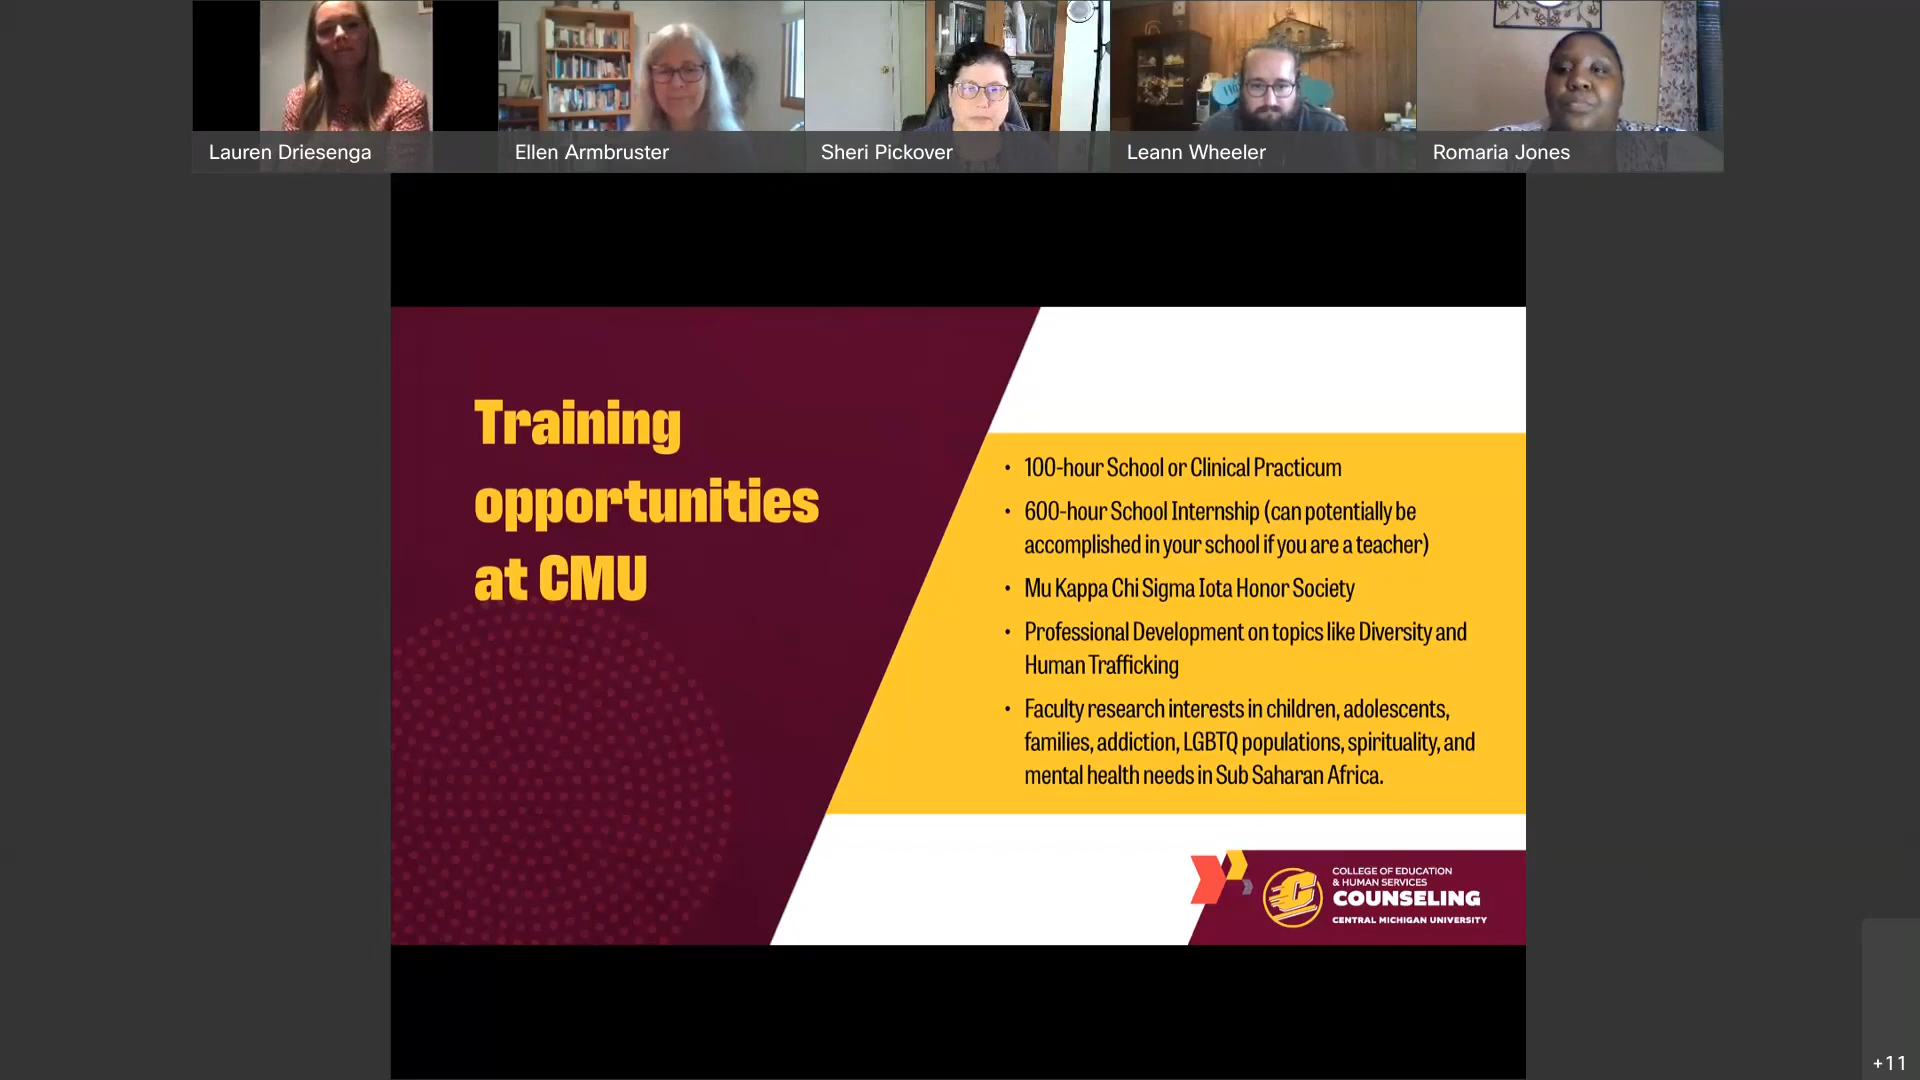 Lauren Driesenga
Ellen Armbruster
Sheri Pickover
Leann Wheeler
Romaria Jones
Training
opportunities
at CMU
• 100-hour School or Clinical Practicum
• 600-hour School Internship (can potentially be
accomplished in your school if you are a teacher)
• Mu Kappa Chi Sigma Iota Honor Society
• Professional Development on topics like Diversity and
Human Trafficking
• Faculty research interests in children, adolescents,
families, addiction, LGBTQ populations, spirituality, and
mental health needs in Sub Saharan Africa.
C
COLLEGE OF EDUCATION
& HUMAN SERVICES
COUNSELING
CENTRAL MICHIGAN UNIVERSITY
+11